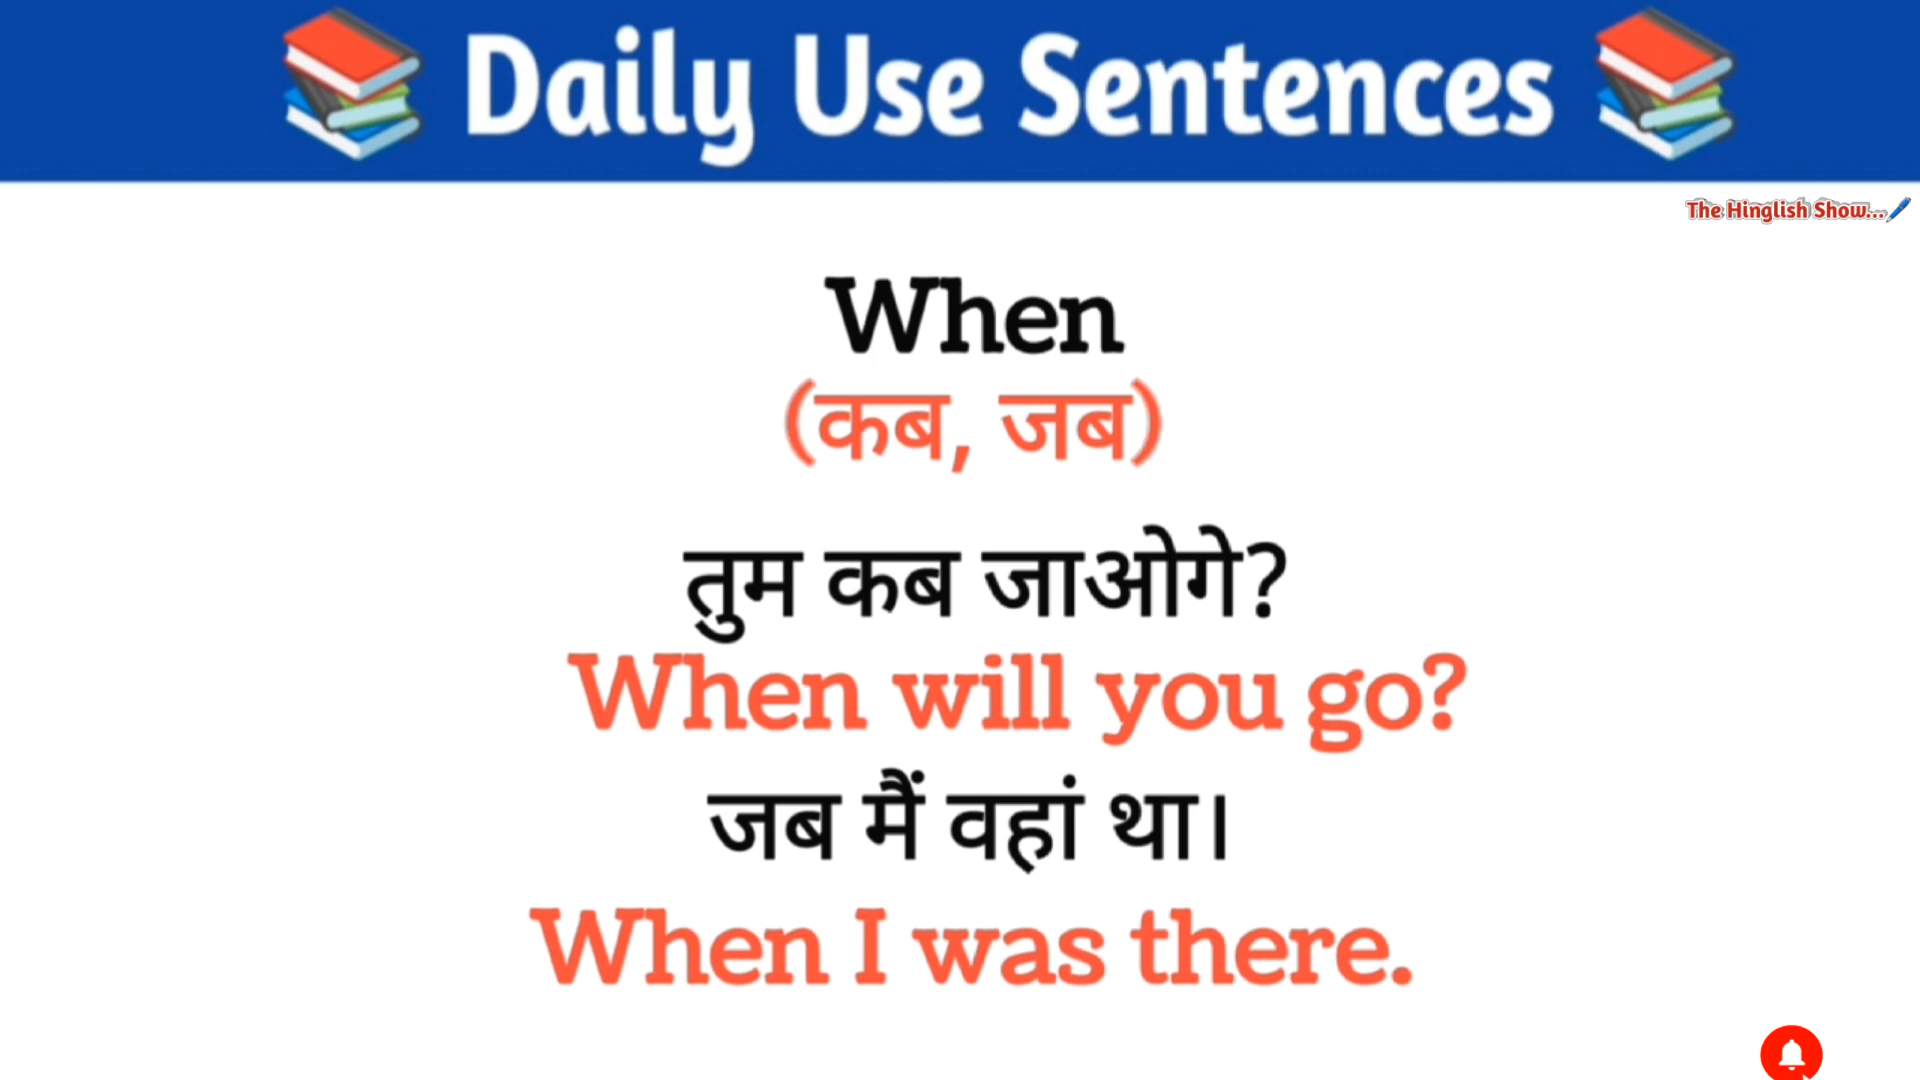 Daily Use Sentences
The Hinglish Show...
When
(कब, जब)
तुम कब जाओगे?
When will you go?
जब मैं वहां था।
When I was there.